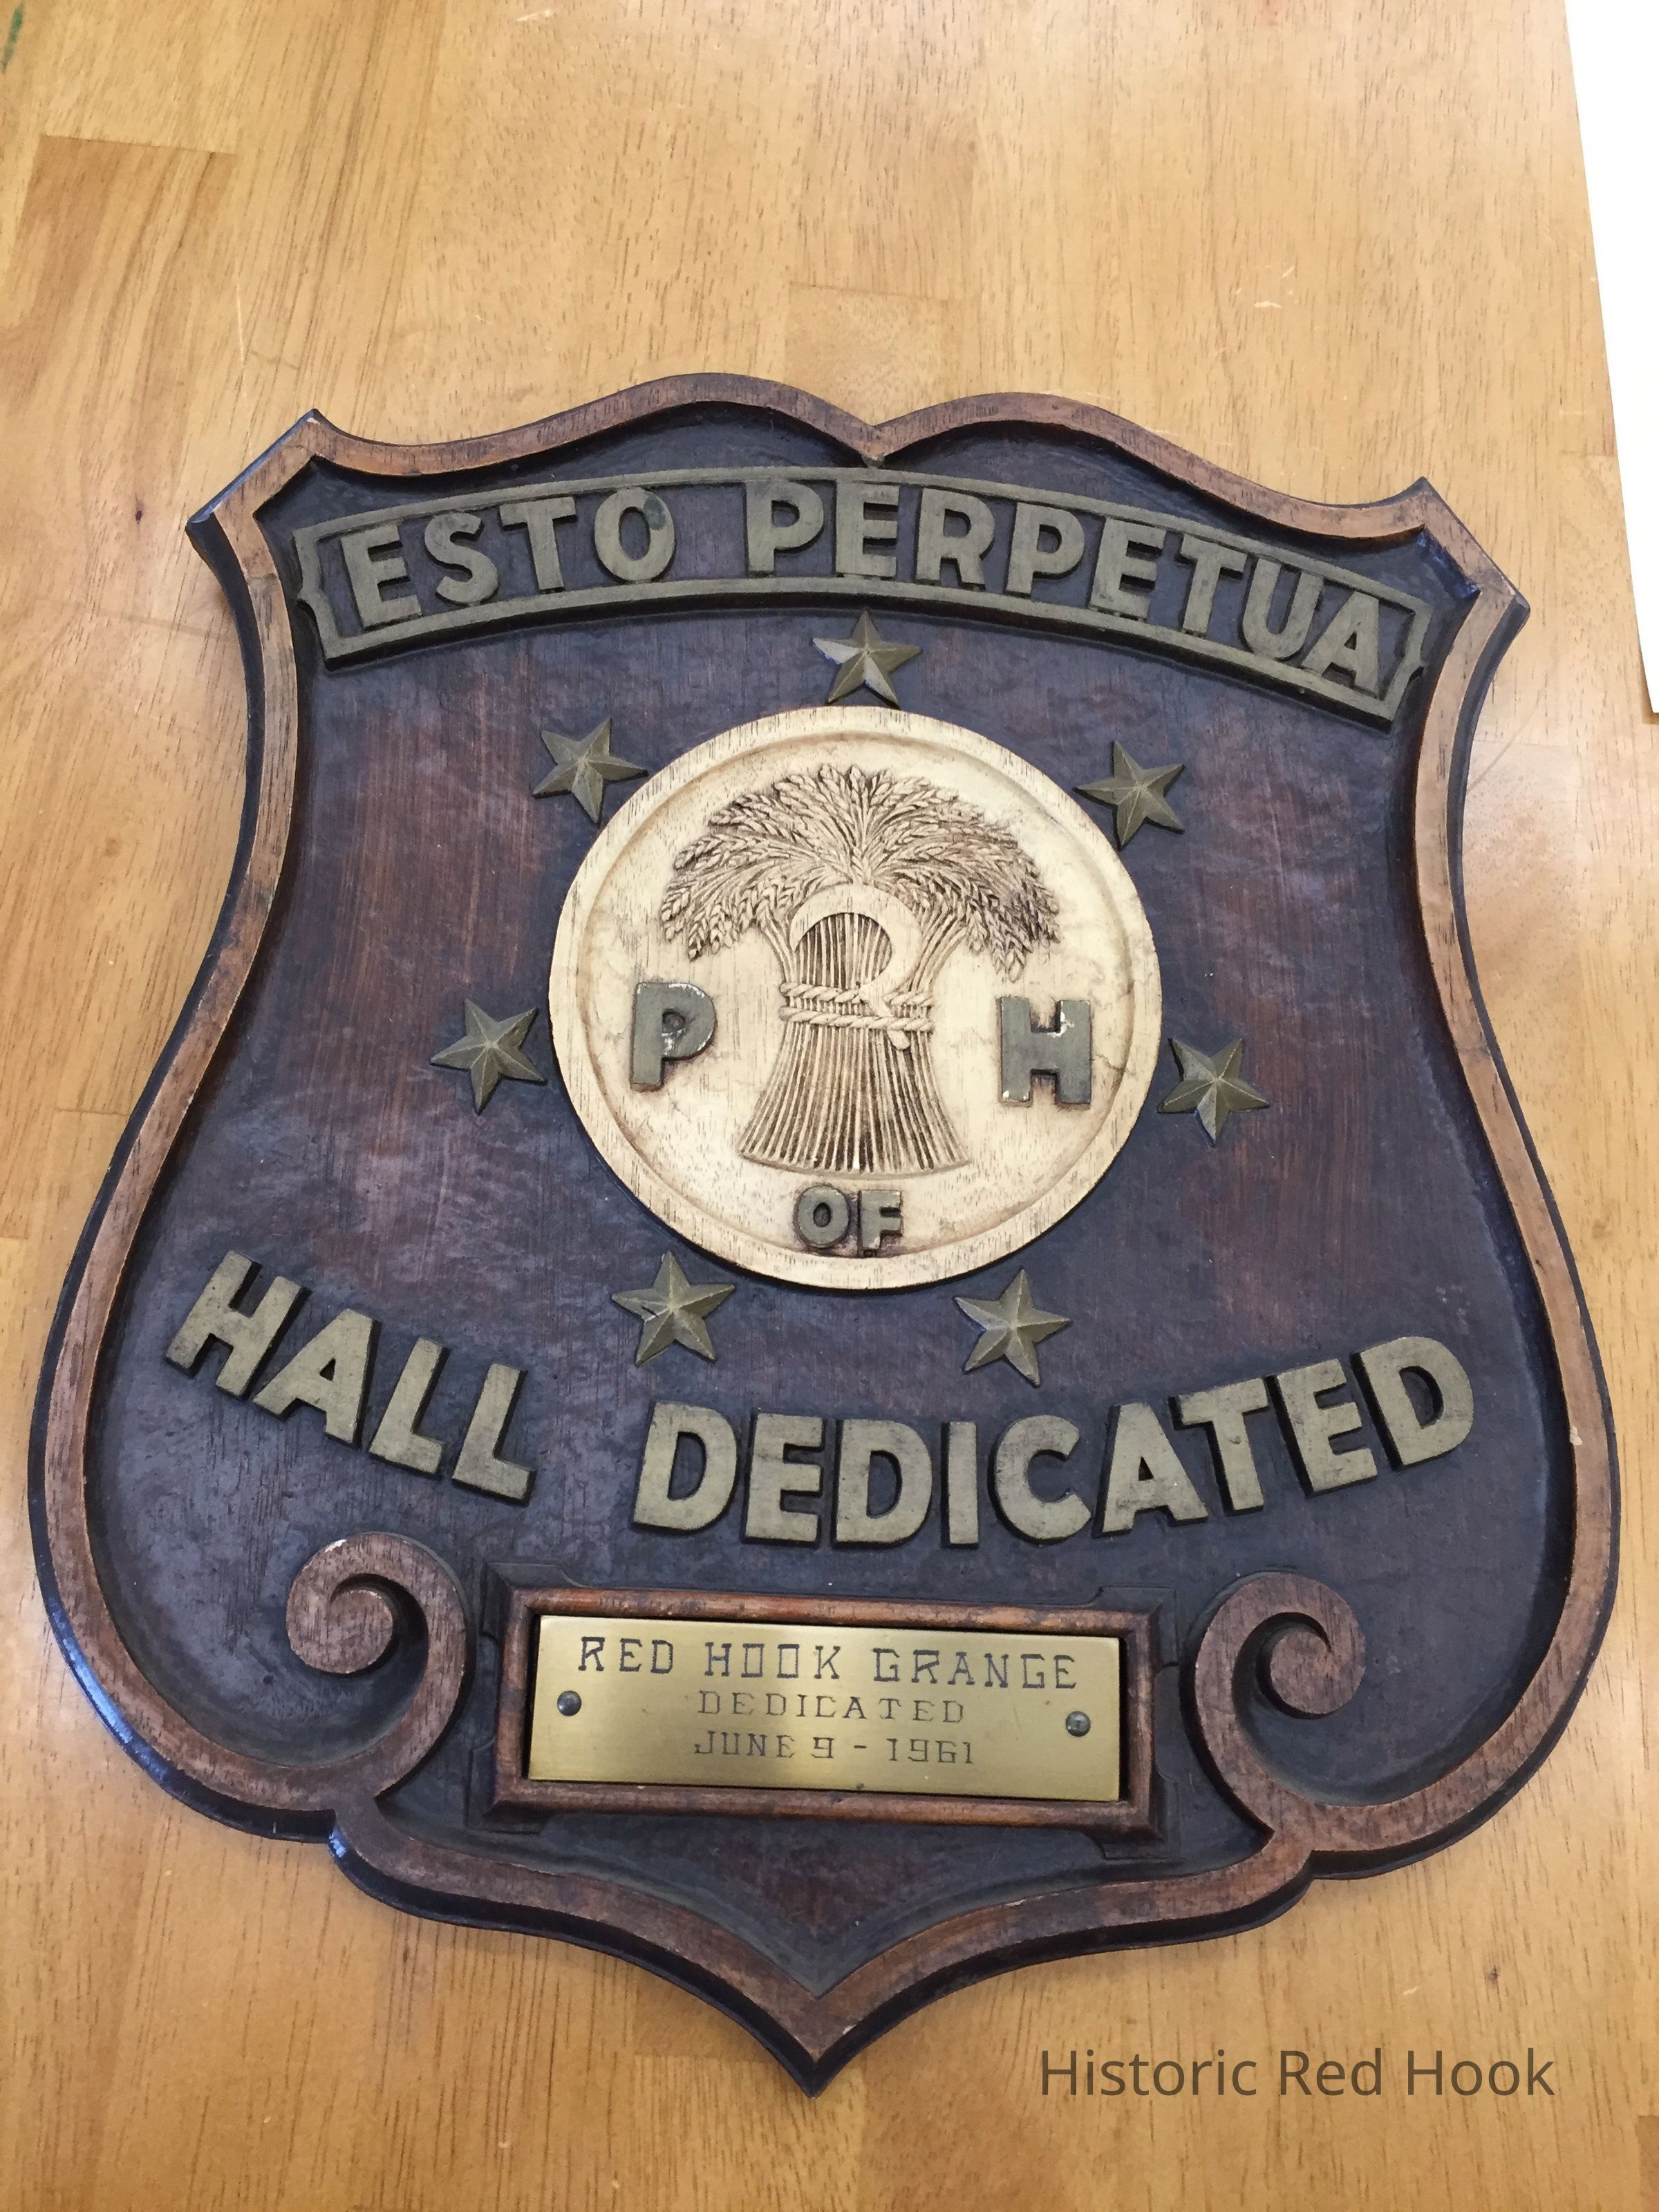 ESTO PERPETUA
P H
OF
HALL DEDICATED
RED HOOK GRANGE
DEDICATED
JUNE 9 - 1961
Historic Red Hook